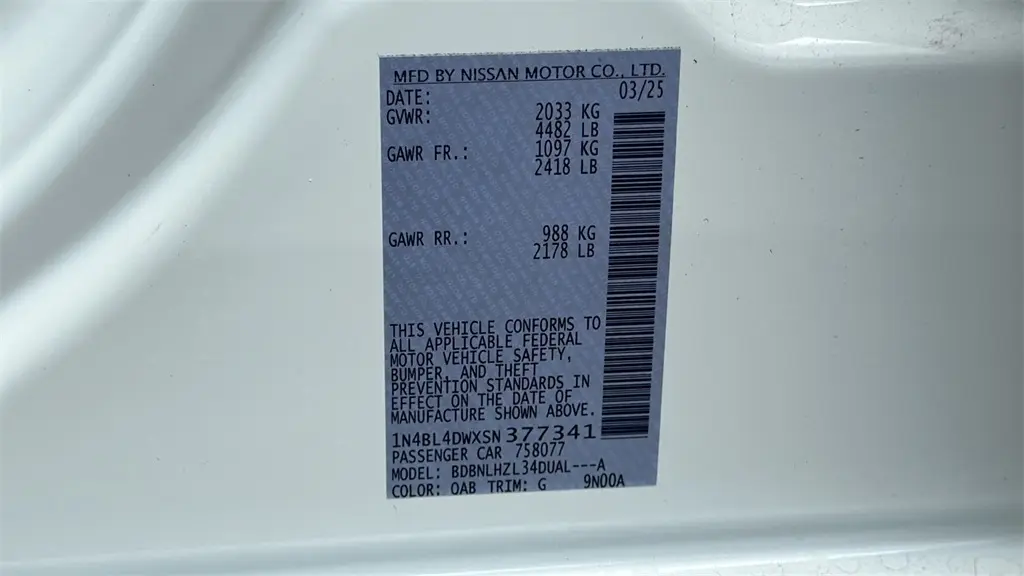 MFD BY NISSAN MOTOR CO., LTD.
DATE: 03/25
GVWR: 2033 KG
4482 LB
GAWR FR.: 1097 KG
2418 LB
GAWR RR.: 988 KG
2178 LB
THIS VEHICLE CONFORMS TO
ALL APPLICABLE FEDERAL
MOTOR VEHICLE SAFETY,
BUMPER, AND THEFT
PREVENTION STANDARDS IN
EFFECT ON THE DATE OF
MANUFACTURE SHOWN ABOVE.
1N4BL4DWXSN377341
PASSENGER CAR 758077
MODEL: BDBNLHZL34DUAL---A
COLOR: QAB TRIM: G 9N00A